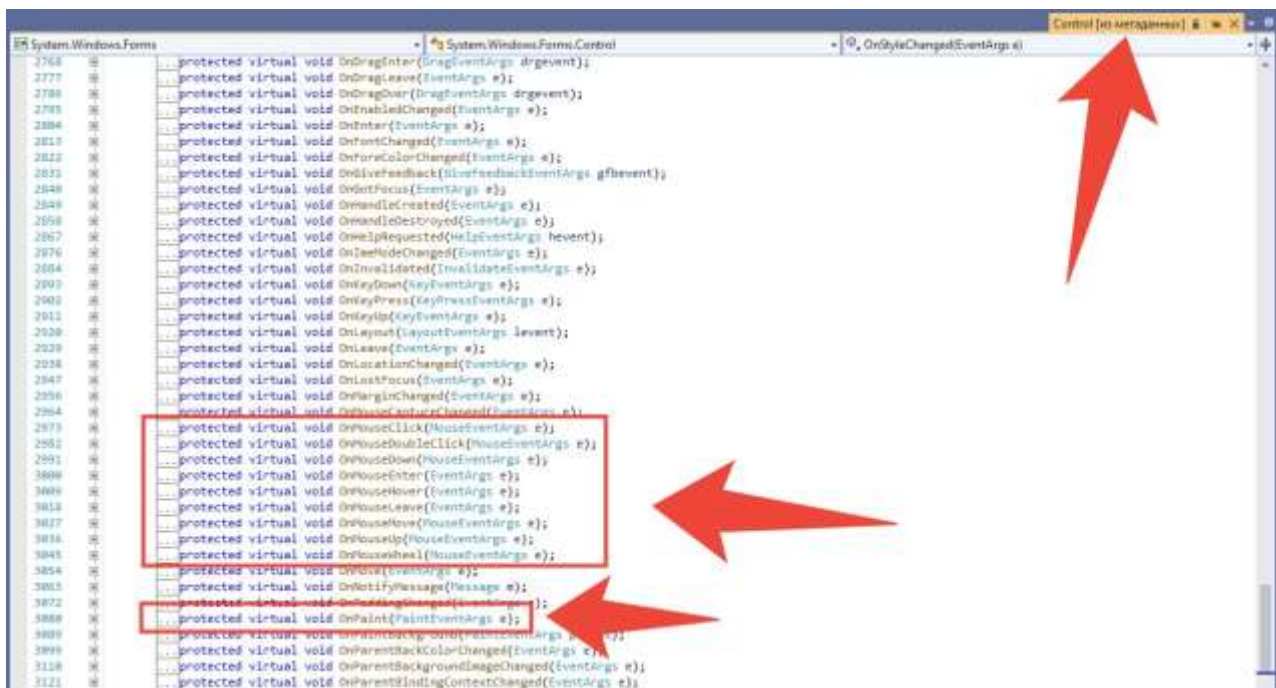 Control [из метаданных]
System.Windows.Forms System.Windows.Forms.Control OnStyleChanged(EventArgs e)
2768 ...protected virtual void OnDragEnter(DragEventArgs drgevent);
2777 ...protected virtual void OnDragLeave(EventArgs e);
2786 ...protected virtual void OnDragOver(DragEventArgs drgevent);
2795 ...protected virtual void OnEnabledChanged(EventArgs e);
2804 ...protected virtual void OnEnter(EventArgs e);
2813 ...protected virtual void OnFontChanged(EventArgs e);
2822 ...protected virtual void OnForeColorChanged(EventArgs e);
2831 ...protected virtual void OnGiveFeedback(GiveFeedbackEventArgs gfbevent);
2840 ...protected virtual void OnGotFocus(EventArgs e);
2849 ...protected virtual void OnHandleCreated(EventArgs e);
2858 ...protected virtual void OnHandleDestroyed(EventArgs e);
2867 ...protected virtual void OnHelpRequested(HelpEventArgs hevent);
2876 ...protected virtual void OnImeModeChanged(EventArgs e);
2884 ...protected virtual void OnInvalidated(InvalidateEventArgs e);
2893 ...protected virtual void OnKeyDown(KeyEventArgs e);
2902 ...protected virtual void OnKeyPress(KeyPressEventArgs e);
2911 ...protected virtual void OnKeyUp(KeyEventArgs e);
2920 ...protected virtual void OnLayout(LayoutEventArgs levent);
2929 ...protected virtual void OnLeave(EventArgs e);
2938 ...protected virtual void OnLocationChanged(EventArgs e);
2947 ...protected virtual void OnLostFocus(EventArgs e);
2956 ...protected virtual void OnMarginChanged(EventArgs e);
2964 ...protected virtual void OnMouseCaptureChanged(EventArgs e);
2973 ...protected virtual void OnMouseClick(MouseEventArgs e);
2982 ...protected virtual void OnMouseDoubleClick(MouseEventArgs e);
2991 ...protected virtual void OnMouseDown(MouseEventArgs e);
3000 ...protected virtual void OnMouseEnter(EventArgs e);
3009 ...protected virtual void OnMouseHover(EventArgs e);
3018 ...protected virtual void OnMouseLeave(EventArgs e);
3027 ...protected virtual void OnMouseMove(MouseEventArgs e);
3036 ...protected virtual void OnMouseUp(MouseEventArgs e);
3045 ...protected virtual void OnMouseWheel(MouseEventArgs e);
3054 ...protected virtual void OnMove(EventArgs e);
3063 ...protected virtual void OnNotifyMessage(Message m);
3072 ...protected virtual void OnPaddingChanged(EventArgs e);
3080 ...protected virtual void OnPaint(PaintEventArgs e);
3089 ...protected virtual void OnPaintBackground(PaintEventArgs
3099 ...protected virtual void OnParentBackColorChanged(EventArgs e);
3110 ...protected virtual void OnParentBackgroundImageChanged(EventArgs e);
3121 ...protected virtual void OnParentBindingContextChanged(EventArgs e);